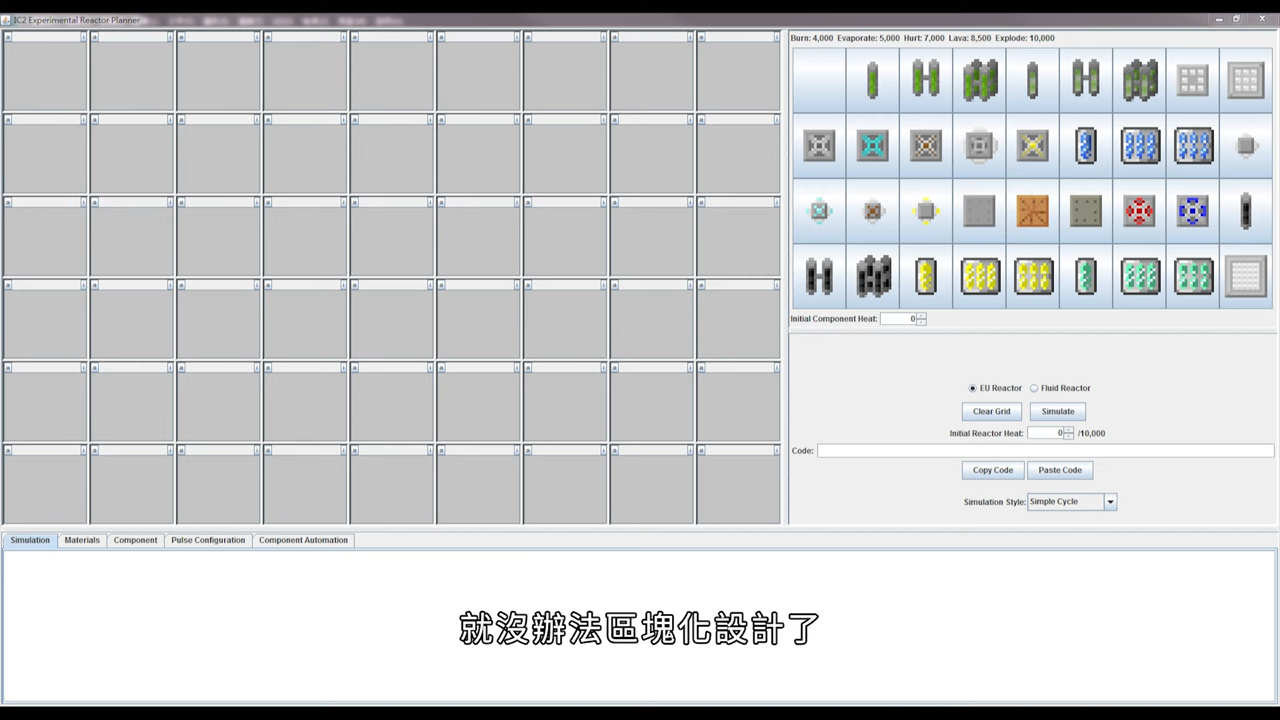 IC2 Experimental Reactor Planner
Burn: 4,000 Evaporate: 5,000 Hurt: 7,000 Lava: 8,500 Explode: 10,000
Initial Component Heat: 0
EU Reactor Fluid Reactor
Clear Grid Simulate
Initial Reactor Heat: 0 /10,000
Code:
Copy Code Paste Code
Simulation Style: Simple Cycle
Simulation Materials Component Pulse Configuration Component Automation
就沒辦法區塊化設計了